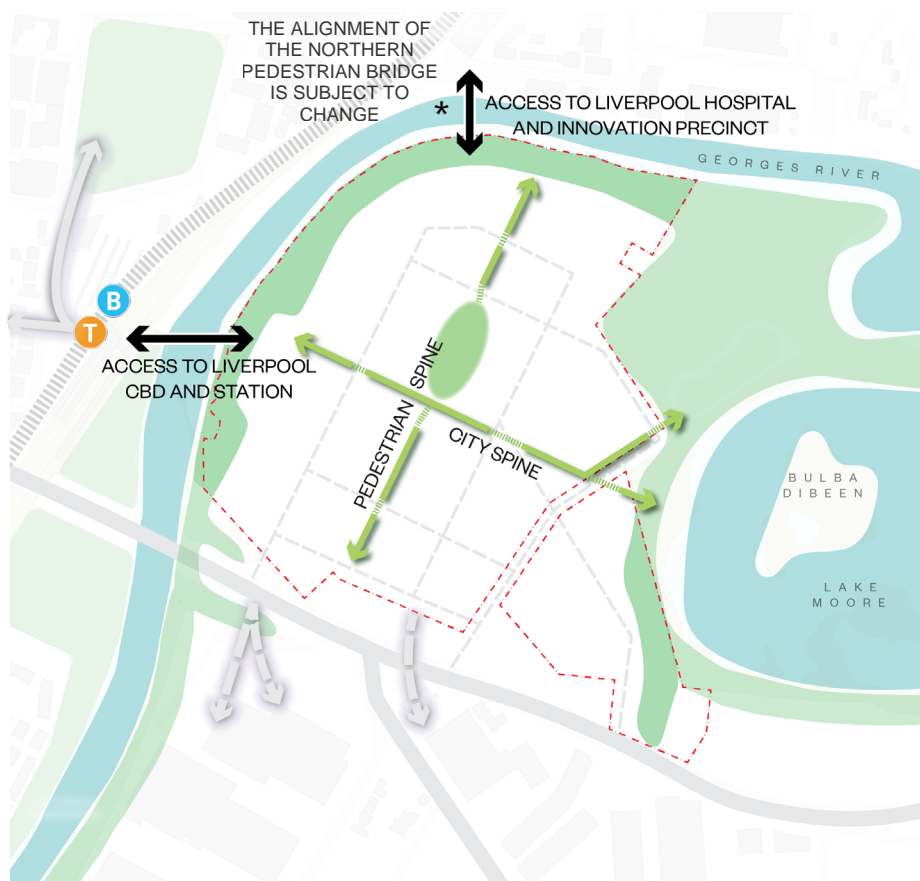 THE ALIGNMENT OF
THE NORTHERN
PEDESTRIAN BRIDGE
IS SUBJECT TO
CHANGE
*
ACCESS TO LIVERPOOL HOSPITAL
AND INNOVATION PRECINCT
GEORGES RIVER
B
T
ACCESS TO LIVERPOOL
CBD AND STATION
PEDESTRIAN SPINE
CITY SPINE
BULBA
DIBEEN
LAKE
MOORE